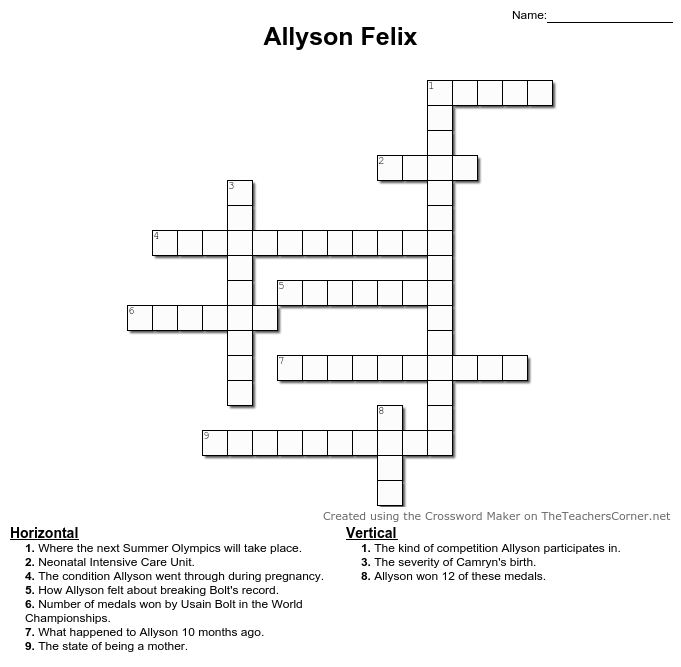 Name:
Allyson Felix
1
2
3
4
5
6
7
8
9
Created using the Crossword Maker on TheTeachersCorner.net
Horizontal
1. Where the next Summer Olympics will take place.
2. Neonatal Intensive Care Unit.
4. The condition Allyson went through during pregnancy.
5. How Allyson felt about breaking Bolt's record.
6. Number of medals won by Usain Bolt in the World
Championships.
7. What happened to Allyson 10 months ago.
9. The state of being a mother.
Vertical
1. The kind of competition Allyson participates in.
3. The severity of Camryn's birth.
8. Allyson won 12 of these medals.